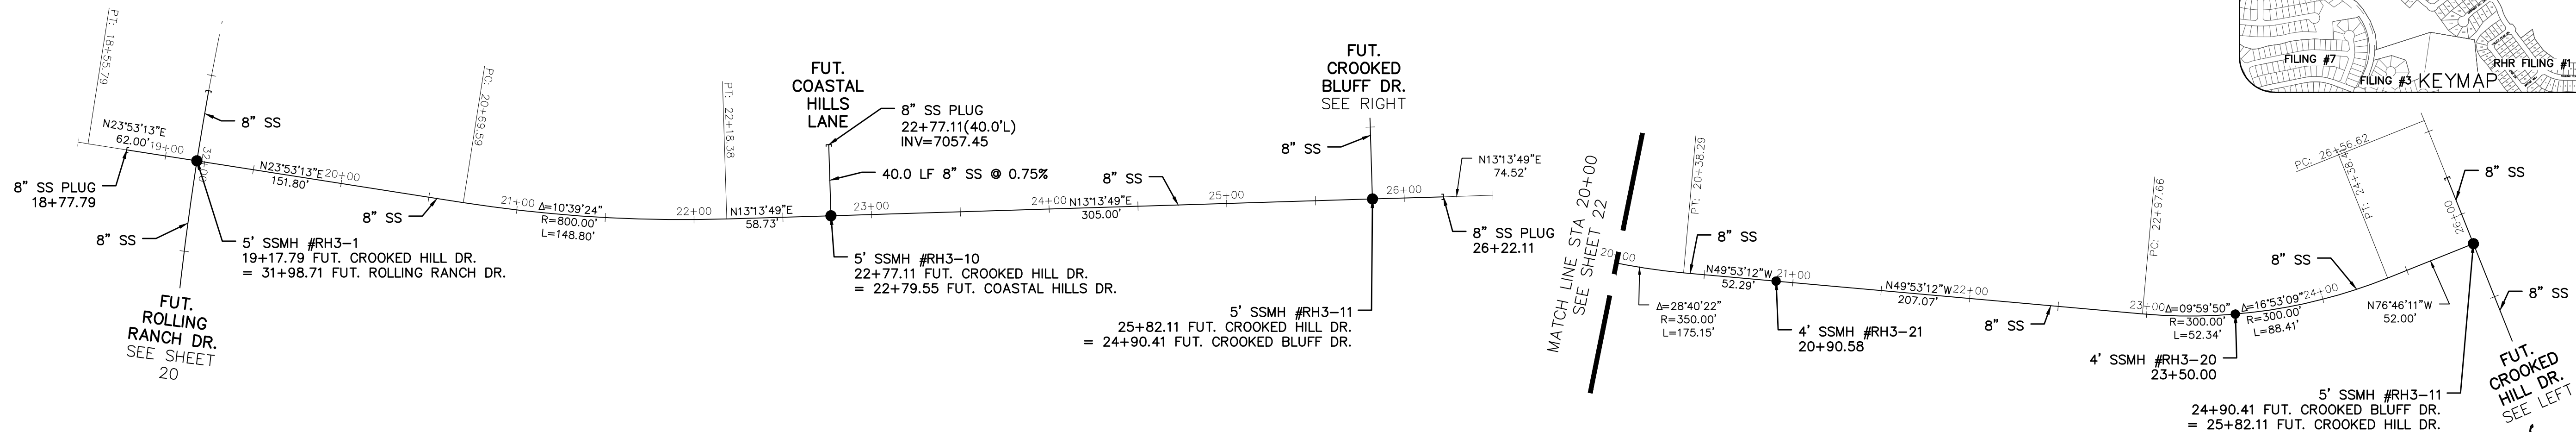 PT: 18+55.79
N23°53'13"E
62.00'
19+00
8" SS PLUG
18+77.79
8" SS
32+00
8" SS
FUT.
ROLLING
RANCH DR.
SEE SHEET
20
5' SSMH #RH3-1
19+17.79 FUT. CROOKED HILL DR.
= 31+98.71 FUT. ROLLING RANCH DR.
N23°53'13"E
151.80'
20+00
8" SS
PC: 20+69.59
21+00
Δ=10°39'24"
R=800.00'
L=148.80'
PT: 22+18.38
22+00
N13°13'49"E
58.73'
FUT.
COASTAL
HILLS
LANE
8" SS PLUG
22+77.11(40.0'L)
INV=7057.45
40.0 LF 8" SS @ 0.75%
23+00
5' SSMH #RH3-10
22+77.11 FUT. CROOKED HILL DR.
= 22+79.55 FUT. COASTAL HILLS DR.
24+00
N13°13'49"E
305.00'
8" SS
25+00
FUT.
CROOKED
BLUFF DR.
SEE RIGHT
8" SS
26+00
N13°13'49"E
74.52'
8" SS PLUG
26+22.11
5' SSMH #RH3-11
25+82.11 FUT. CROOKED HILL DR.
= 24+90.41 FUT. CROOKED BLUFF DR.
MATCH LINE STA 20+00
SEE SHEET 22
20+00
PT: 20+38.29
8" SS
Δ=28°40'22"
R=350.00'
L=175.15'
N49°53'12"W
52.29'
21+00
4' SSMH #RH3-21
20+90.58
N49°53'12"W
207.07'
22+00
8" SS
PC: 22+97.66
23+00
Δ=09°59'50"
R=300.00'
L=52.34'
4' SSMH #RH3-20
23+50.00
Δ=16°53'09"
R=300.00'
L=88.41'
24+00
8" SS
PC: 26+56.62
N76°46'11"W
52.00'
26+00
8" SS
8" SS
5' SSMH #RH3-11
24+90.41 FUT. CROOKED BLUFF DR.
= 25+82.11 FUT. CROOKED HILL DR.
FUT.
CROOKED
HILL DR.
SEE LEFT
FILING #7
FILING #3
KEYMAP
RHR FILING #1